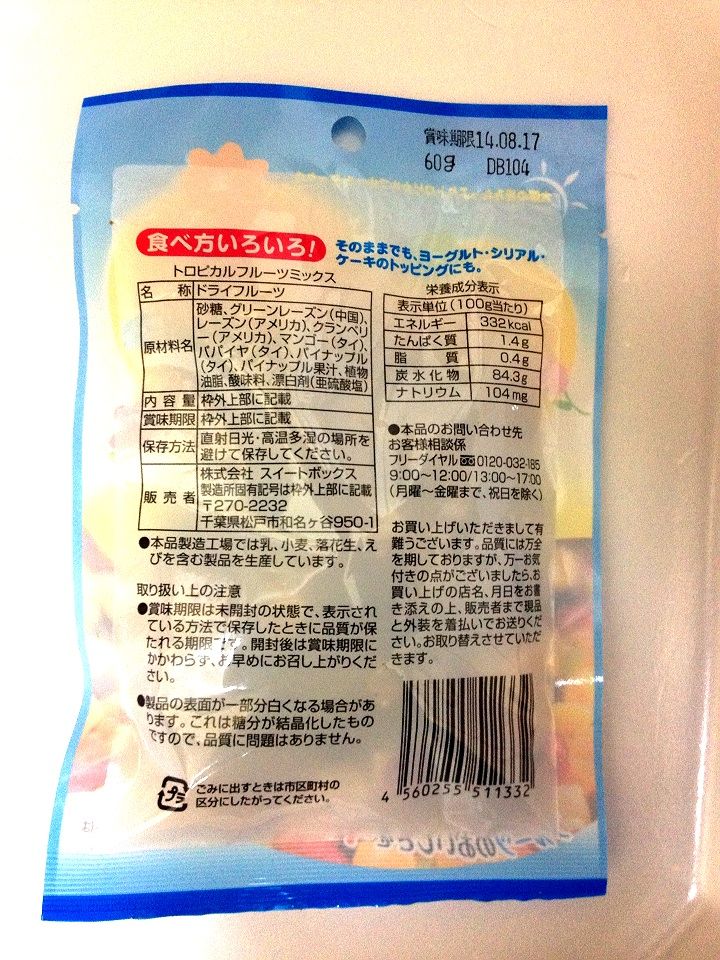 賞味期限14.08.17
60g DB104
食べ方いろいろ!
そのままでも、ヨーグルト・シリアル・
ケーキのトッピングにも。
トロピカルフルーツミックス
名 称 ドライフルーツ
原材料名 砂糖、グリーンレーズン(中国)、
レーズン(アメリカ)、クランベリ
ー(アメリカ)、マンゴー(タイ)、
パパイヤ(タイ)、パイナップル
(タイ)、パイナップル果汁、植物
油脂、酸味料、漂白剤(亜硫酸塩)
内 容 量 枠外上部に記載
賞味期限 枠外上部に記載
保存方法 直射日光・高温多湿の場所を
避けて保存してください。
販 売 者 株式会社 スイートボックス
製造所固有記号は枠外上部に記載
〒270-2232
千葉県松戸市和名ヶ谷950-1
●本品製造工場では乳、小麦、落花生、え
びを含む製品を生産しています。
取り扱い上の注意
●賞味期限は未開封の状態で、表示され
ている方法で保存したときに品質が保
たれる期限です。開封後は賞味期限に
かかわらず、お早めにお召し上がりくだ
さい。
●製品の表面が一部分白くなる場合があ
ります。これは糖分が結晶化したもの
ですので、品質に問題はありません。
プラ
ごみに出すときは市区町村の
区分にしたがってください。
栄養成分表示
表示単位(100g当たり)
エネルギー 332kcal
たんぱく質 1.4g
脂 質 0.4g
炭水化物 84.3g
ナトリウム 104mg
●本品のお問い合わせ先
お客様相談係
フリーダイヤル 0120-032-185
9:00〜12:00/13:00〜17:00
(月曜〜金曜まで、祝日を除く)
お買い上げいただきまして有
難うございます。品質には万全
を期しておりますが、万一お気
付きの点がございましたら、お
買い上げの店名、月日をお書
き添えの上、販売者まで現品
と外装を着払いでお送りくだ
さい。お取り替えさせていただ
きます。
4 560255 511332